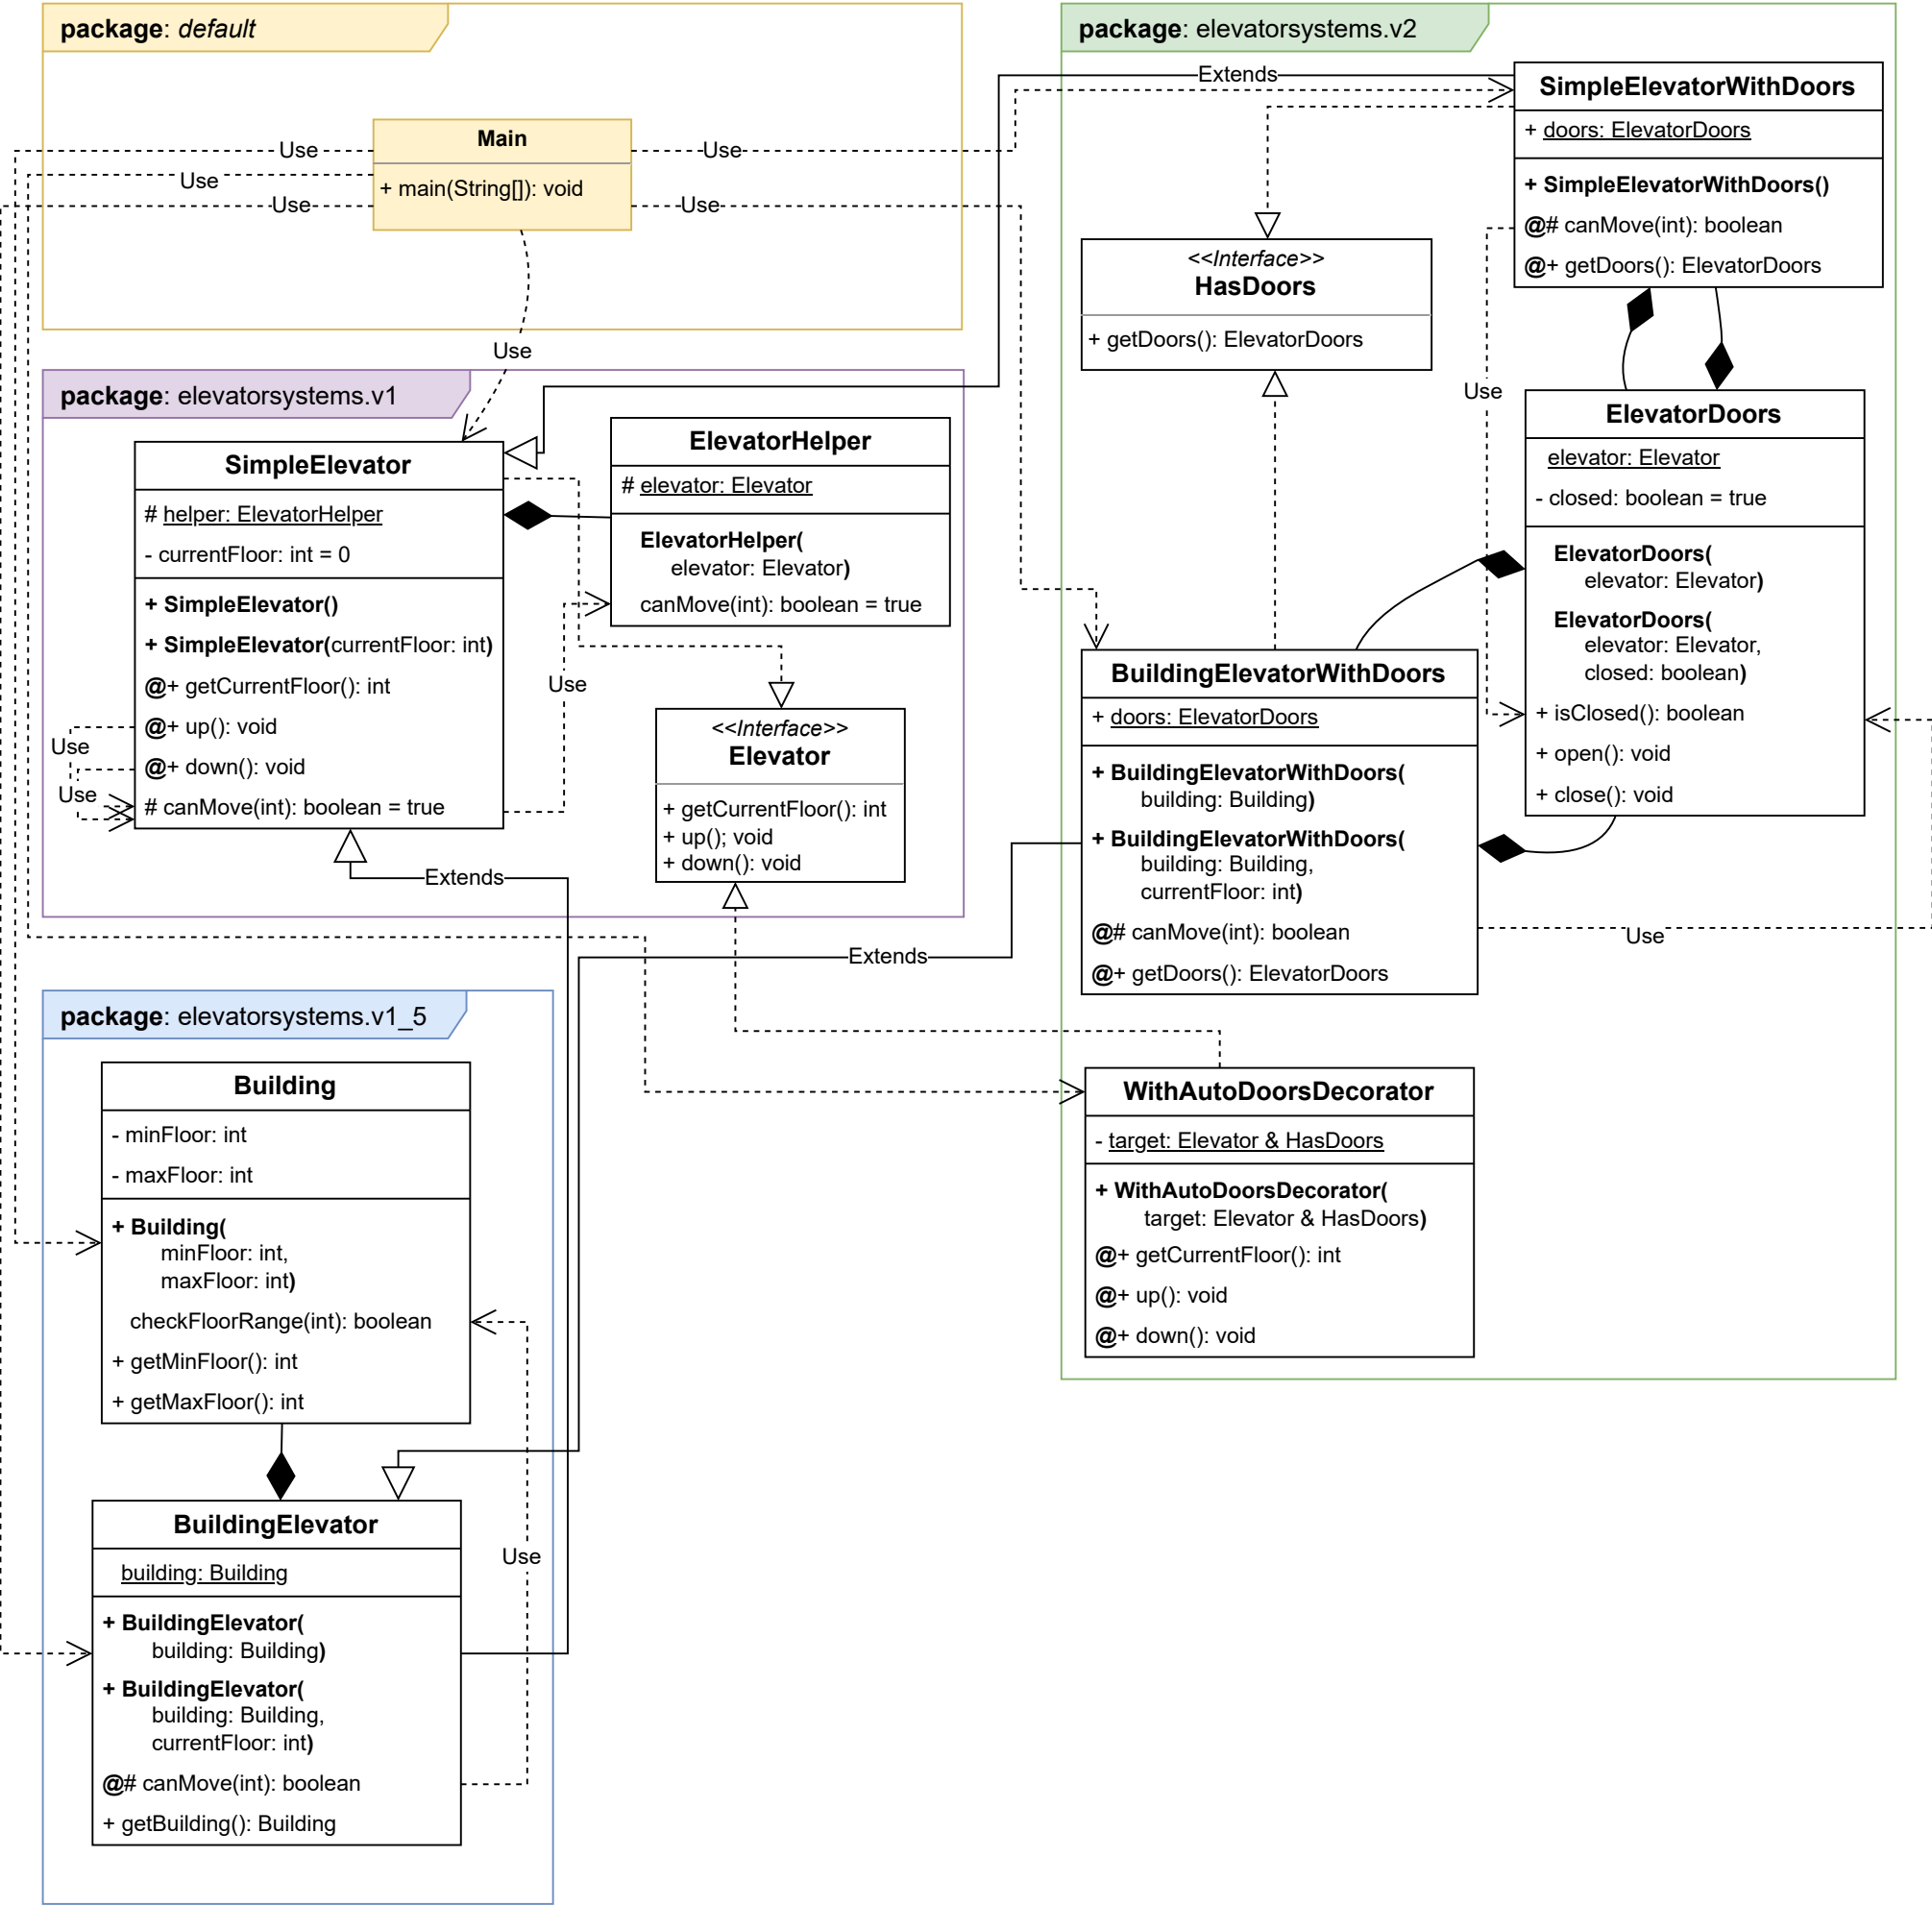 package: default
Main
+ main(String[]): void
Use
Use
Use
Use
Use
Use
package: elevatorsystems.v1
SimpleElevator
# helper: ElevatorHelper
- currentFloor: int = 0
+ SimpleElevator()
+ SimpleElevator(currentFloor: int)
@+ getCurrentFloor(): int
@+ up(): void
@+ down(): void
# canMove(int): boolean = true
Use
Use
Use
ElevatorHelper
# elevator: Elevator
ElevatorHelper(
elevator: Elevator)
canMove(int): boolean = true
<<Interface>>
Elevator
+ getCurrentFloor(): int
+ up(); void
+ down(): void
Extends
Extends
package: elevatorsystems.v1_5
Building
- minFloor: int
- maxFloor: int
+ Building(
minFloor: int,
maxFloor: int)
checkFloorRange(int): boolean
+ getMinFloor(): int
+ getMaxFloor(): int
BuildingElevator
building: Building
+ BuildingElevator(
building: Building)
+ BuildingElevator(
building: Building,
currentFloor: int)
@# canMove(int): boolean
+ getBuilding(): Building
Use
package: elevatorsystems.v2
Extends
SimpleElevatorWithDoors
+ doors: ElevatorDoors
+ SimpleElevatorWithDoors()
@# canMove(int): boolean
@+ getDoors(): ElevatorDoors
<<Interface>>
HasDoors
+ getDoors(): ElevatorDoors
Use
ElevatorDoors
elevator: Elevator
- closed: boolean = true
ElevatorDoors(
elevator: Elevator)
ElevatorDoors(
elevator: Elevator,
closed: boolean)
+ isClosed(): boolean
+ open(): void
+ close(): void
BuildingElevatorWithDoors
+ doors: ElevatorDoors
+ BuildingElevatorWithDoors(
building: Building)
+ BuildingElevatorWithDoors(
building: Building,
currentFloor: int)
@# canMove(int): boolean
@+ getDoors(): ElevatorDoors
Use
WithAutoDoorsDecorator
- target: Elevator & HasDoors
+ WithAutoDoorsDecorator(
target: Elevator & HasDoors)
@+ getCurrentFloor(): int
@+ up(): void
@+ down(): void